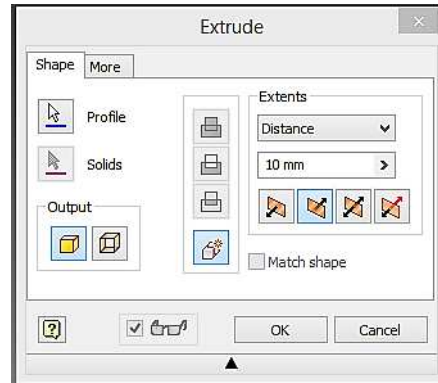 Extrude
Shape
More
Profile
Solids
Output
Extents
Distance
10 mm
Match shape
OK
Cancel